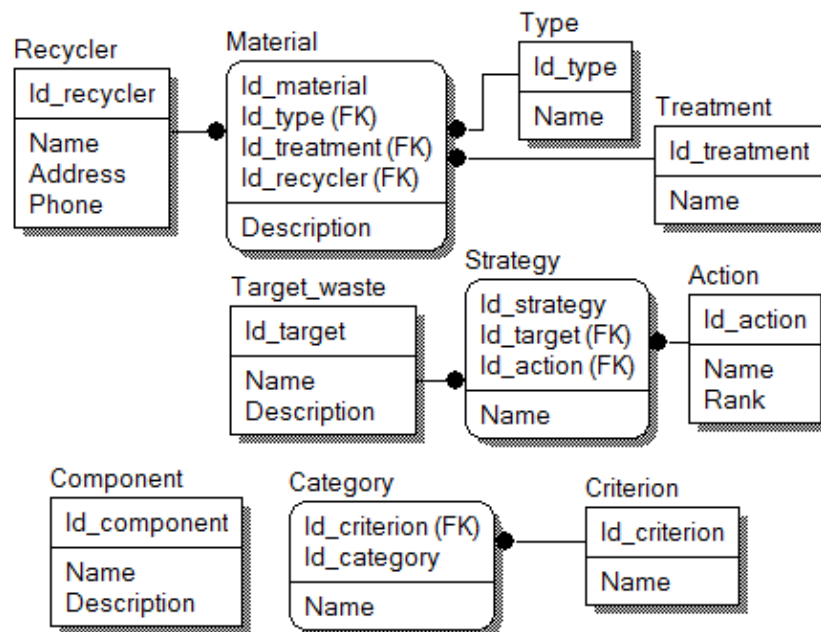 Recycler
Id_recycler
Name
Address
Phone
Material
Id_material
Id_type (FK)
Id_treatment (FK)
Id_recycler (FK)
Description
Type
Id_type
Name
Treatment
Id_treatment
Name
Target_waste
Id_target
Name
Description
Strategy
Id_strategy
Id_target (FK)
Id_action (FK)
Name
Action
Id_action
Name
Rank
Component
Id_component
Name
Description
Category
Id_criterion (FK)
Id_category
Name
Criterion
Id_criterion
Name